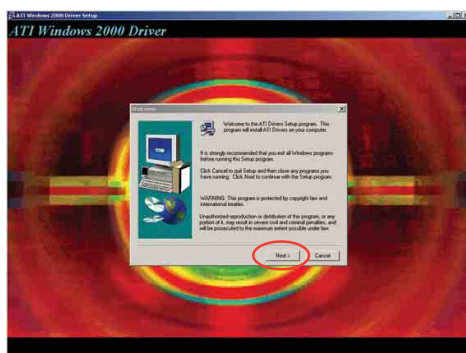 ATI Windows 2000 Driver Setup
ATI Windows 2000 Driver
Welcome
Welcome to the ATI Drivers Setup program. This
program will install ATI Drivers on your computer.
It is strongly recommended that you exit all Windows programs
before running this Setup program.
Click Cancel to quit Setup and then close any programs you
have running. Click Next to continue with the Setup program.
WARNING: This program is protected by copyright law and
international treaties.
Unauthorized reproduction or distribution of this program, or any
portion of it, may result in severe civil and criminal penalties, and
will be prosecuted to the maximum extent possible under law.
Next >
Cancel